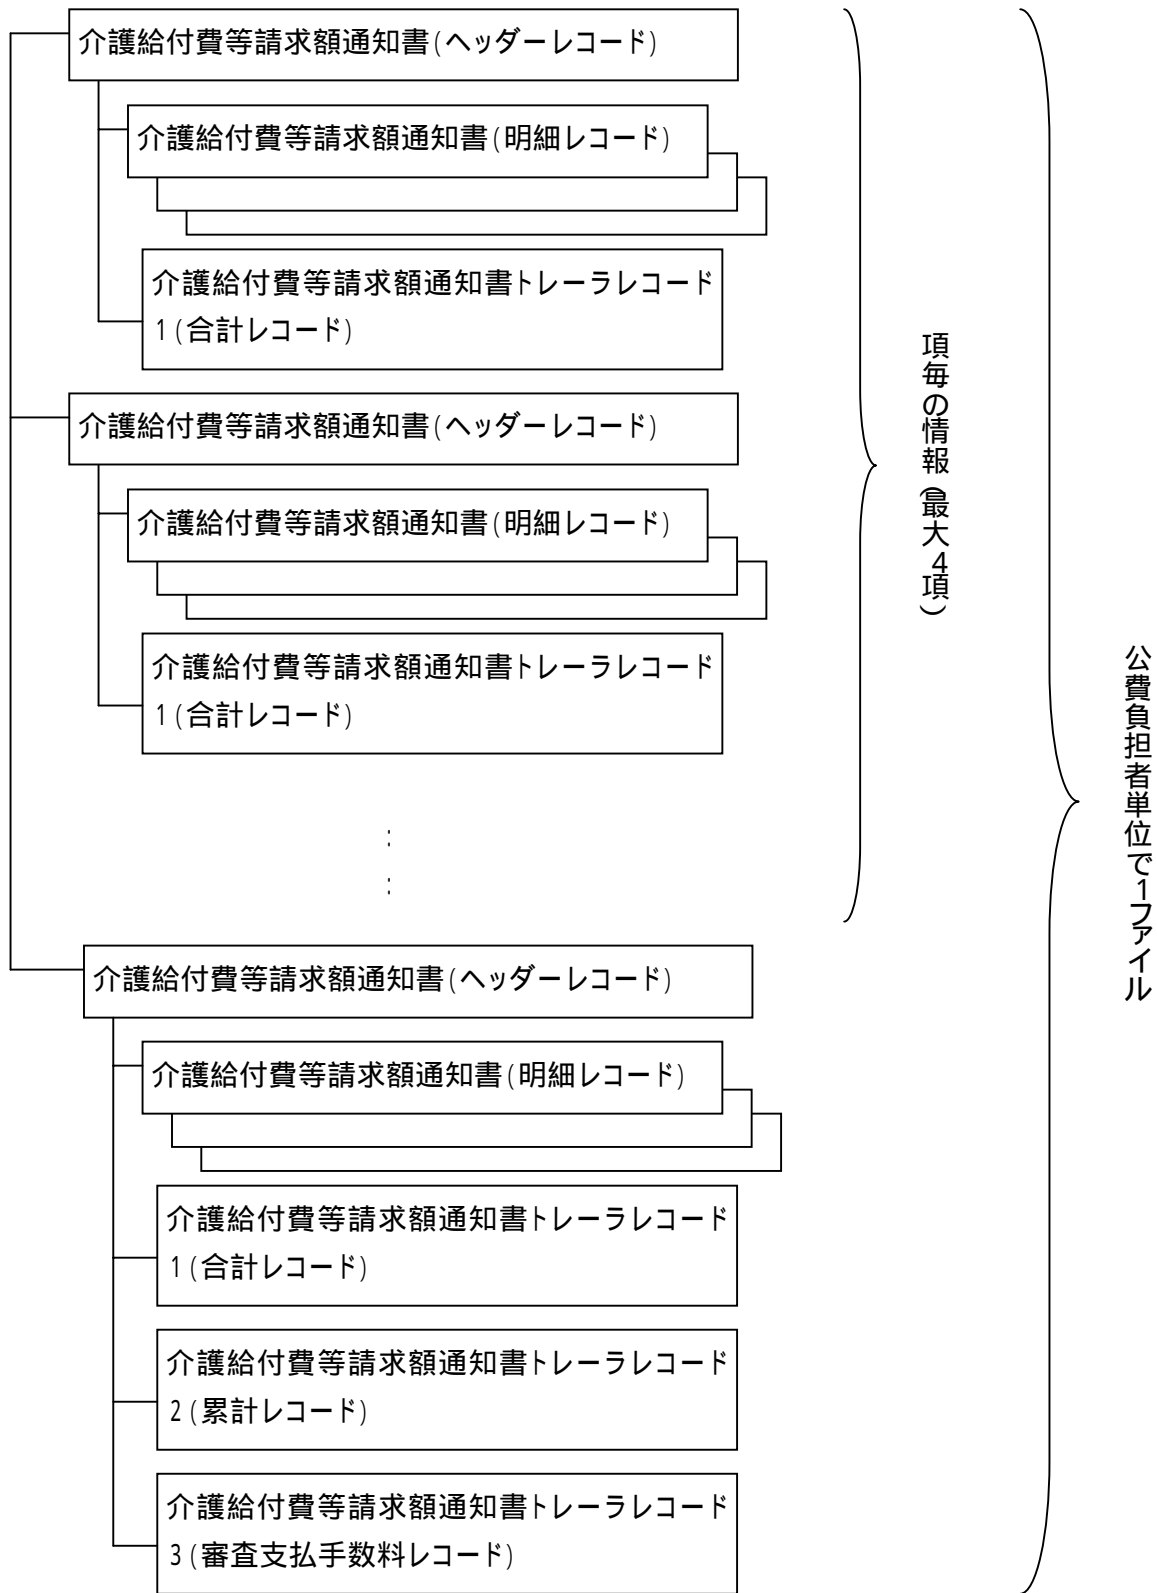 介護給付費等請求額通知書(ヘッダーレコード)
介護給付費等請求額通知書(明細レコード)
介護給付費等請求額通知書トレーラレコード
1(合計レコード)
介護給付費等請求額通知書(ヘッダーレコード)
介護給付費等請求額通知書(明細レコード)
介護給付費等請求額通知書トレーラレコード
1(合計レコード)
:
:
介護給付費等請求額通知書(ヘッダーレコード)
介護給付費等請求額通知書(明細レコード)
介護給付費等請求額通知書トレーラレコード
1(合計レコード)
介護給付費等請求額通知書トレーラレコード
2(累計レコード)
介護給付費等請求額通知書トレーラレコード
3(審査支払手数料レコード)
項毎の情報(最大4項)
公費負担者単位で1ファイル